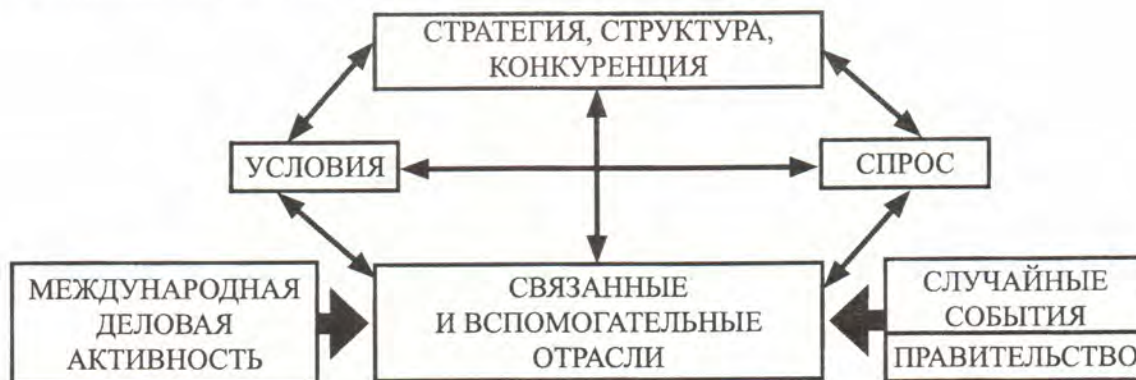 СТРАТЕГИЯ, СТРУКТУРА,
КОНКУРЕНЦИЯ
УСЛОВИЯ
СПРОС
МЕЖДУНАРОДНАЯ
ДЕЛОВАЯ
АКТИВНОСТЬ
СВЯЗАННЫЕ
И ВСПОМОГАТЕЛЬНЫЕ
ОТРАСЛИ
СЛУЧАЙНЫЕ
СОБЫТИЯ
ПРАВИТЕЛЬСТВО